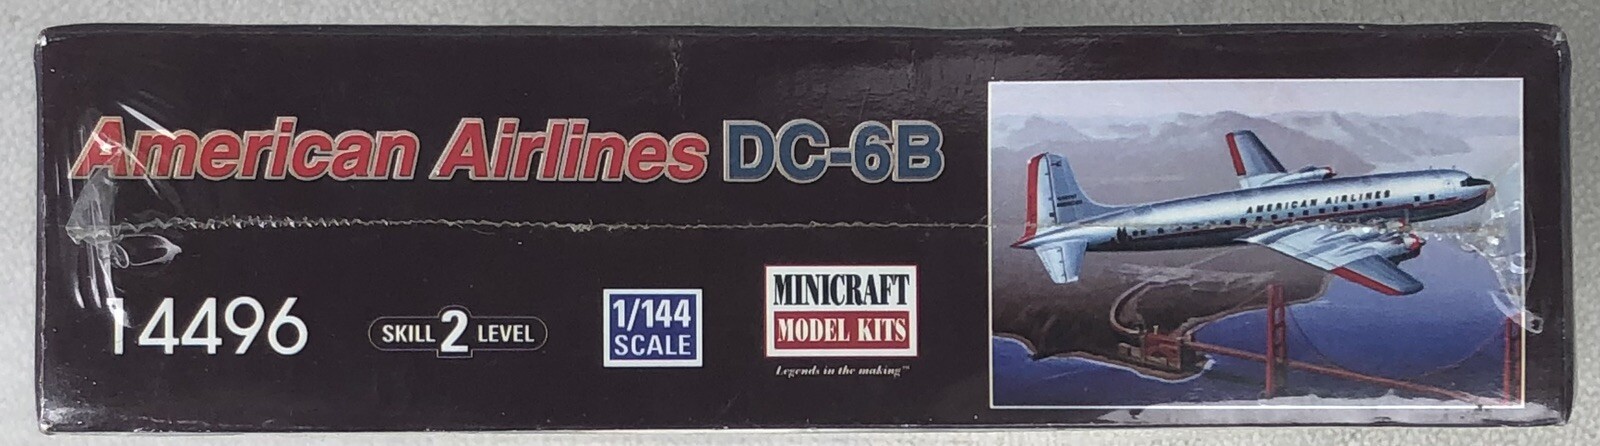 American Airlines DC-6B
14496
SKILL 2 LEVEL
1/144
SCALE
MINICRAFT
MODEL KITS
Legends in the making™
AMERICAN AIRLINES